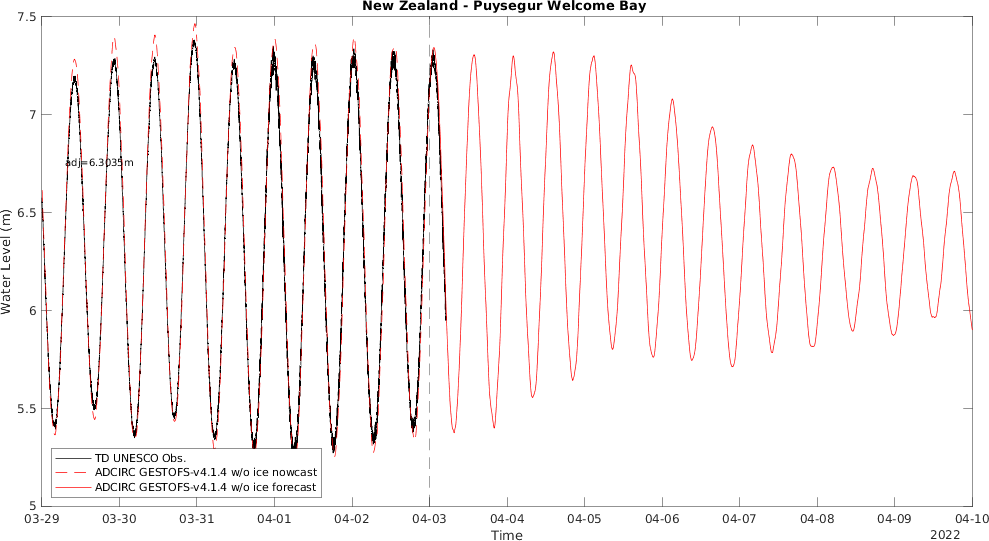 New Zealand - Puysegur Welcome Bay
7.5
7
6.5
6
5.5
5
Water Level (m)
adj=6.3035m
TD UNESCO Obs.
ADCIRC GESTOFS-v4.1.4 w/o ice nowcast
ADCIRC GESTOFS-v4.1.4 w/o ice forecast
03-29 03-30 03-31 04-01 04-02 04-03 04-04 04-05 04-06 04-07 04-08 04-09 04-10
Time
2022